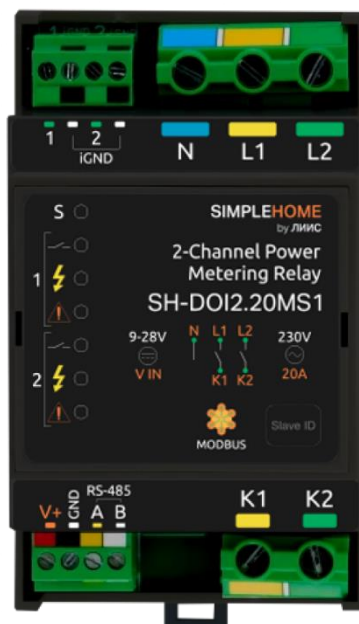 1 2
iGND
N L1 L2
S
SIMPLEHOME
by ЛИИС
2-Channel Power
Metering Relay
SH-DOI2.20MS1
1
2
9-28V
V IN
N L1 L2
K1 K2
230V
20A
MODBUS
Slave ID
RS-485
V+ GND A B
K1 K2